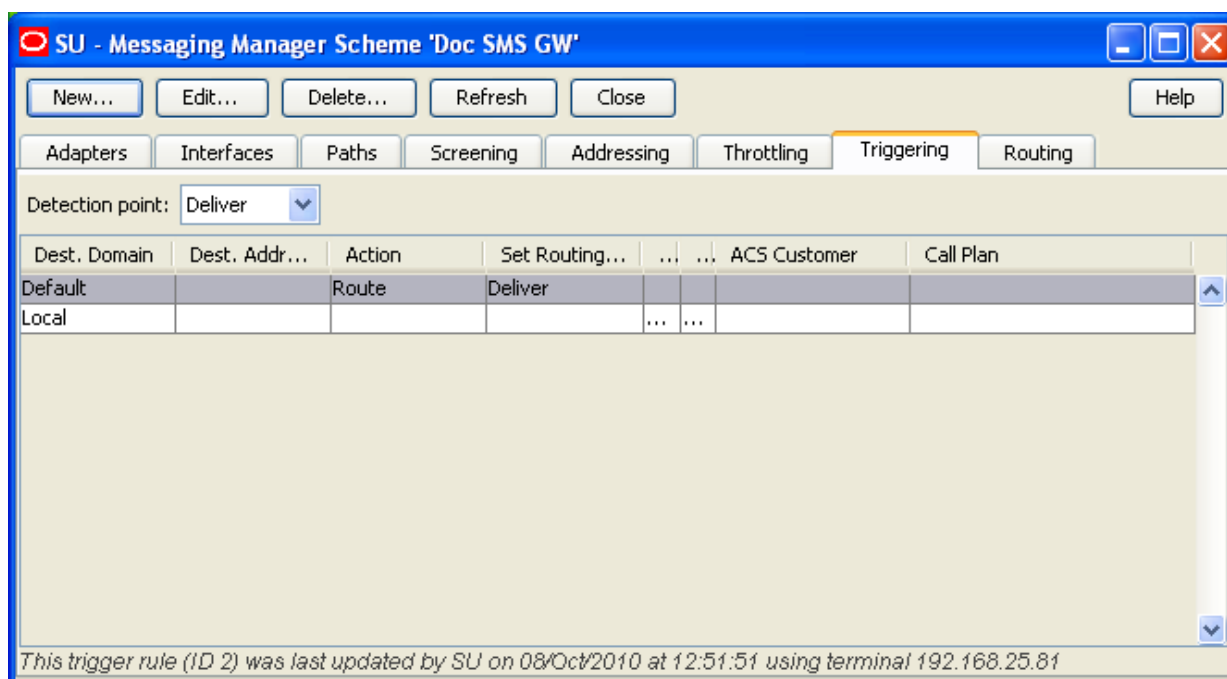 SU - Messaging Manager Scheme 'Doc SMS GW'
New... Edit... Delete... Refresh Close Help
Adapters Interfaces Paths Screening Addressing Throttling Triggering Routing
Detection point: Deliver
Dest. Domain Dest. Addr... Action Set Routing... ... ... ACS Customer Call Plan
Default Route Deliver
Local ... ...
This trigger rule (ID 2) was last updated by SU on 08/Oct/2010 at 12:51:51 using terminal 192.168.25.81